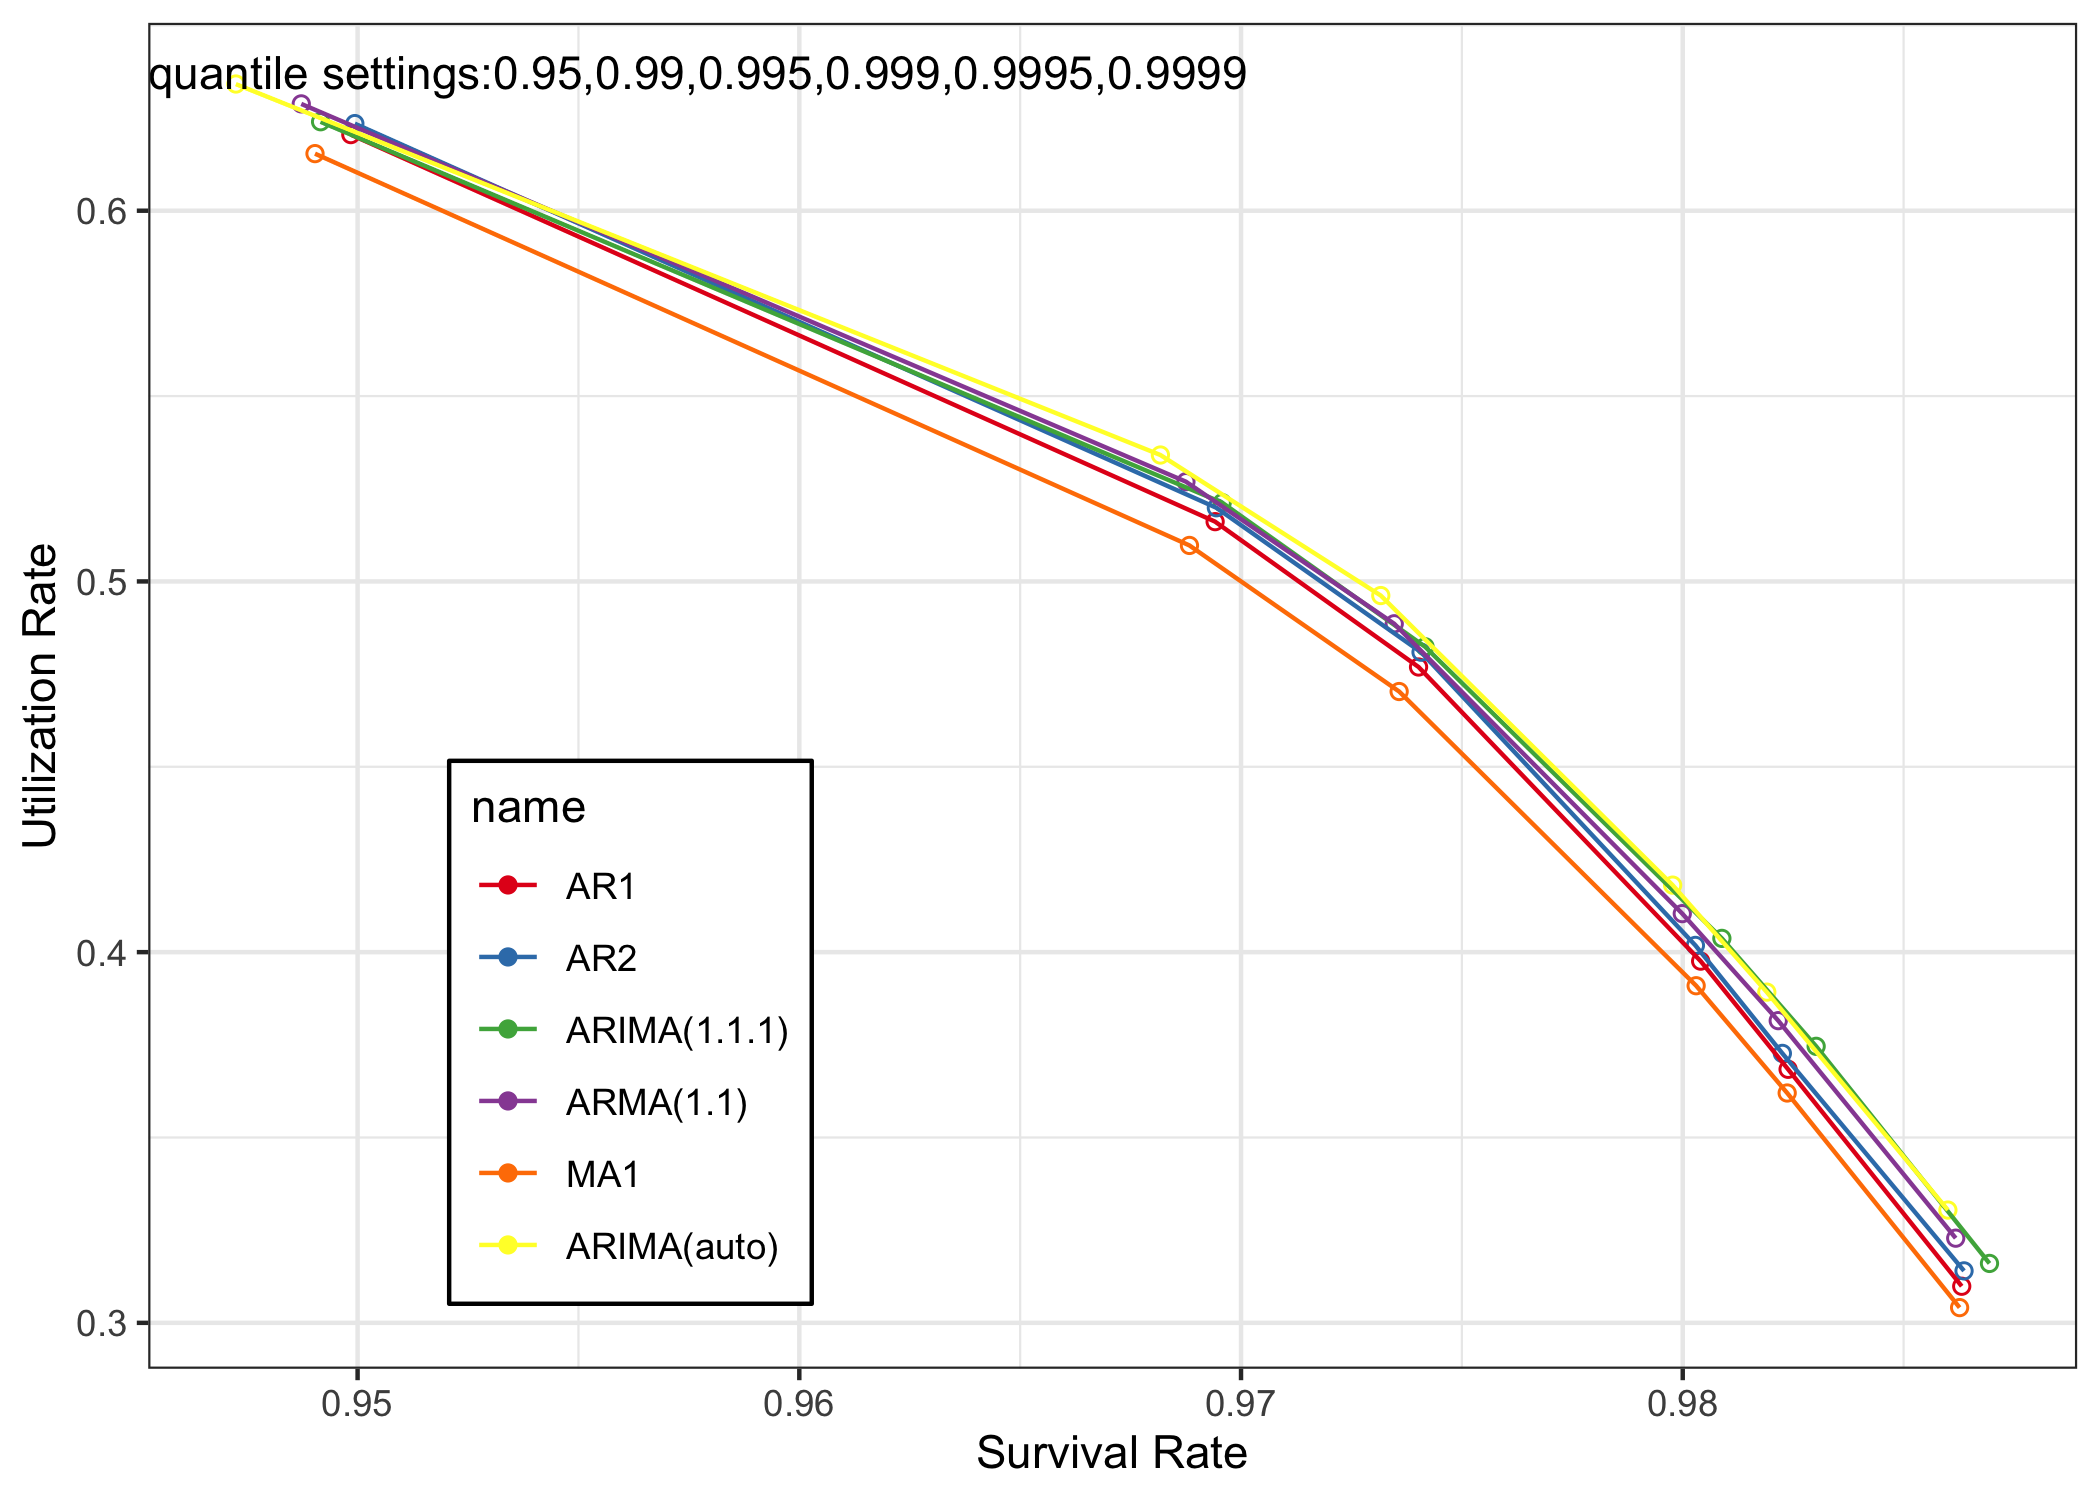 quantile settings:0.95,0.99,0.995,0.999,0.9995,0.9999
0.6
0.5
0.4
0.3
Utilization Rate
name
AR1
AR2
ARIMA(1.1.1)
ARMA(1.1)
MA1
ARIMA(auto)
0.95 0.96 0.97 0.98
Survival Rate